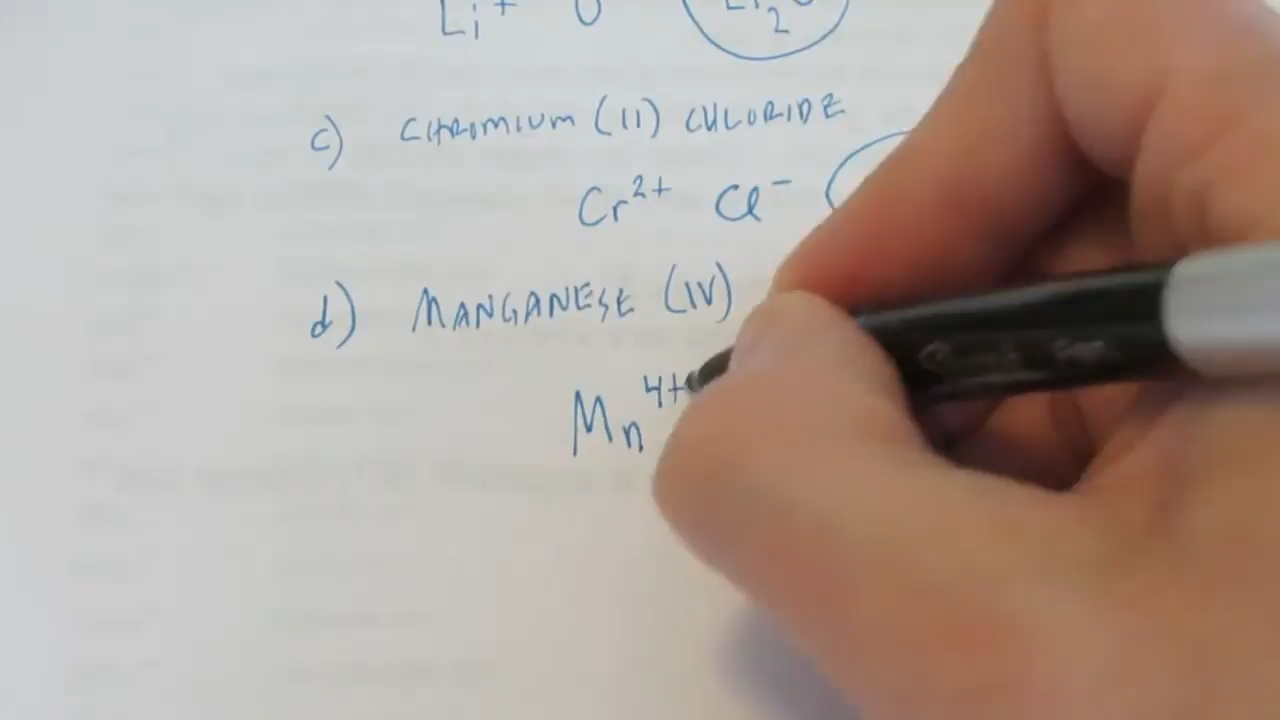 Li⁺ O Li₂O
c) CHROMIUM (II) CHLORIDE
Cr²⁺ Cl⁻
d) MANGANESE (IV)
Mn⁴⁺